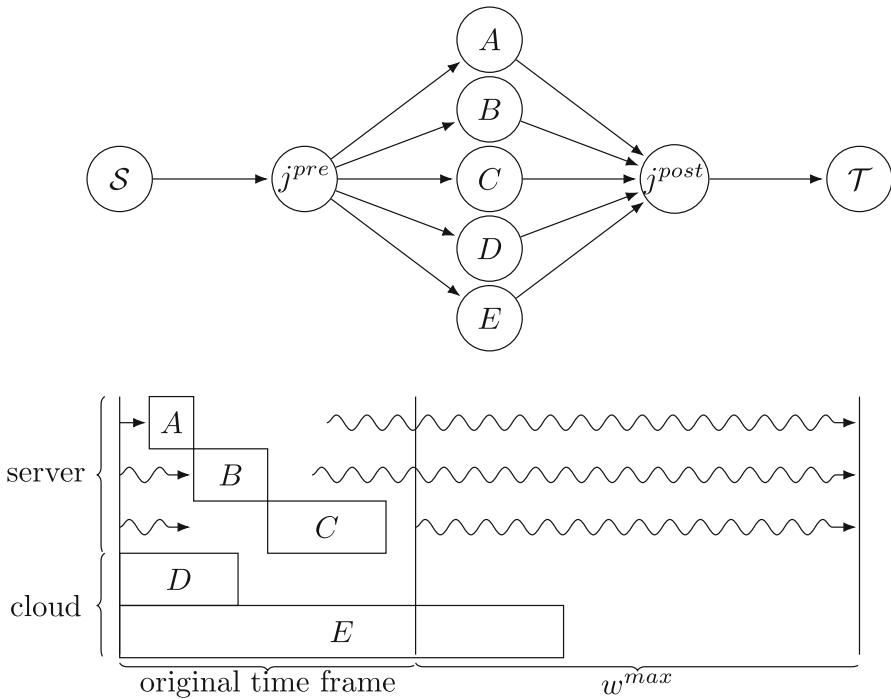 A
B
𝒮 j^{pre} C j^{post} 𝒯
D
E
A
server B
C
D
cloud E
original time frame w^{max}